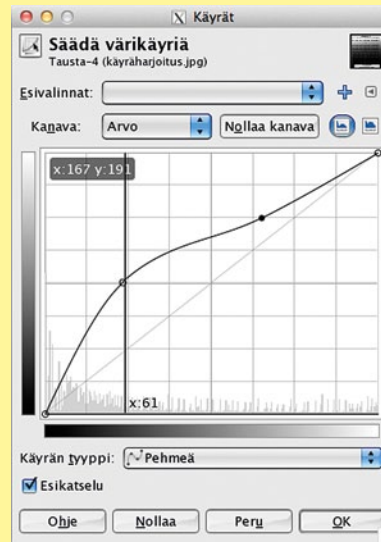 Käyrät
Säädä värikäyriä
Tausta-4 (käyräharjoitus.jpg)
Esivalinnat:
Kanava: Arvo Nollaa kanava
x:167 y:191
x:61
Käyrän tyyppi: Pehmeä
Esikatselu
Ohje Nollaa Peru OK